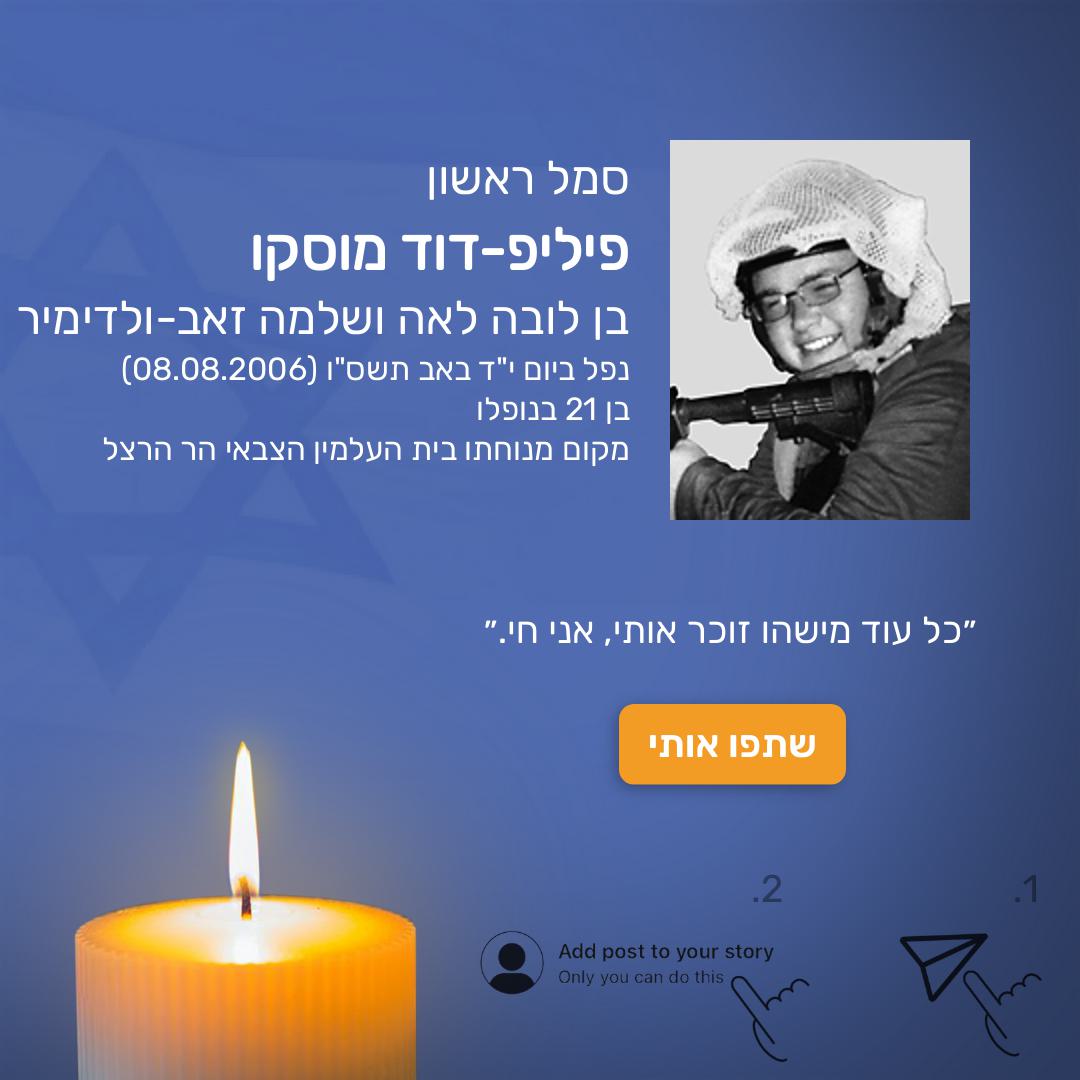 סמל ראשון
פיליפ-דוד מוסקו
בן לובה לאה ושלמה זאב-ולדימיר
נפל ביום י"ד באב תשס"ו (08.08.2006)
בן 21 בנופלו
מקום מנוחתו בית העלמין הצבאי הר הרצל
״כל עוד מישהו זוכר אותי, אני חי.״
שתפו אותי
1.
2.
Add post to your story
Only you can do this